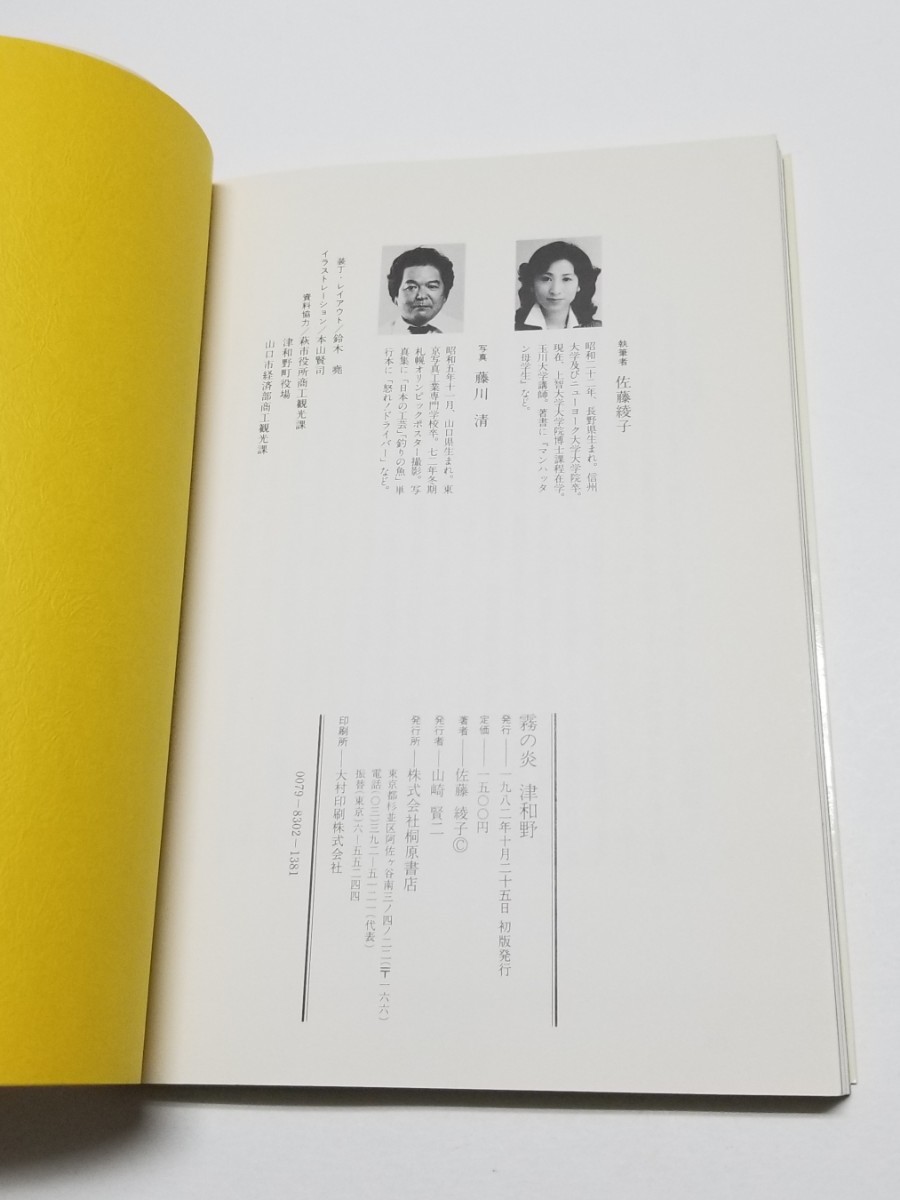 執筆者 佐藤綾子
昭和二十二年、長野県生まれ。信州
大学及びニューヨーク大学大学院卒。
現在、上智大学大学院博士課程在学。
玉川大学講師。著書に『マンハッタ
ン母学生』など。
写真 藤川 清
昭和五年十一月、山口県生まれ。東
京写真工業専門学校卒。七二年冬期
札幌オリンピックポスター撮影。写
真集に『日本の工芸』『釣りの魚』単
行本に『怒れ！ドライバー』など。
装丁・レイアウト／鈴木 堯
イラストレーション／本山賢司
資料協力／萩市役所商工観光課
津和野町役場
山口市経済部商工観光課
霧の炎 津和野
発行――一九八二年十月二十五日 初版発行
定価――一五〇〇円
著者――佐藤 綾子Ⓒ
発行者――山崎 賢二
発行所――株式会社桐原書店
東京都杉並区阿佐ヶ谷南三ノ四ノ二二(〒一六六)
電話(〇三)三九二―五一二一(代表)
振替(東京)六―五五二四四
印刷所――大村印刷株式会社
0079－8302－1381